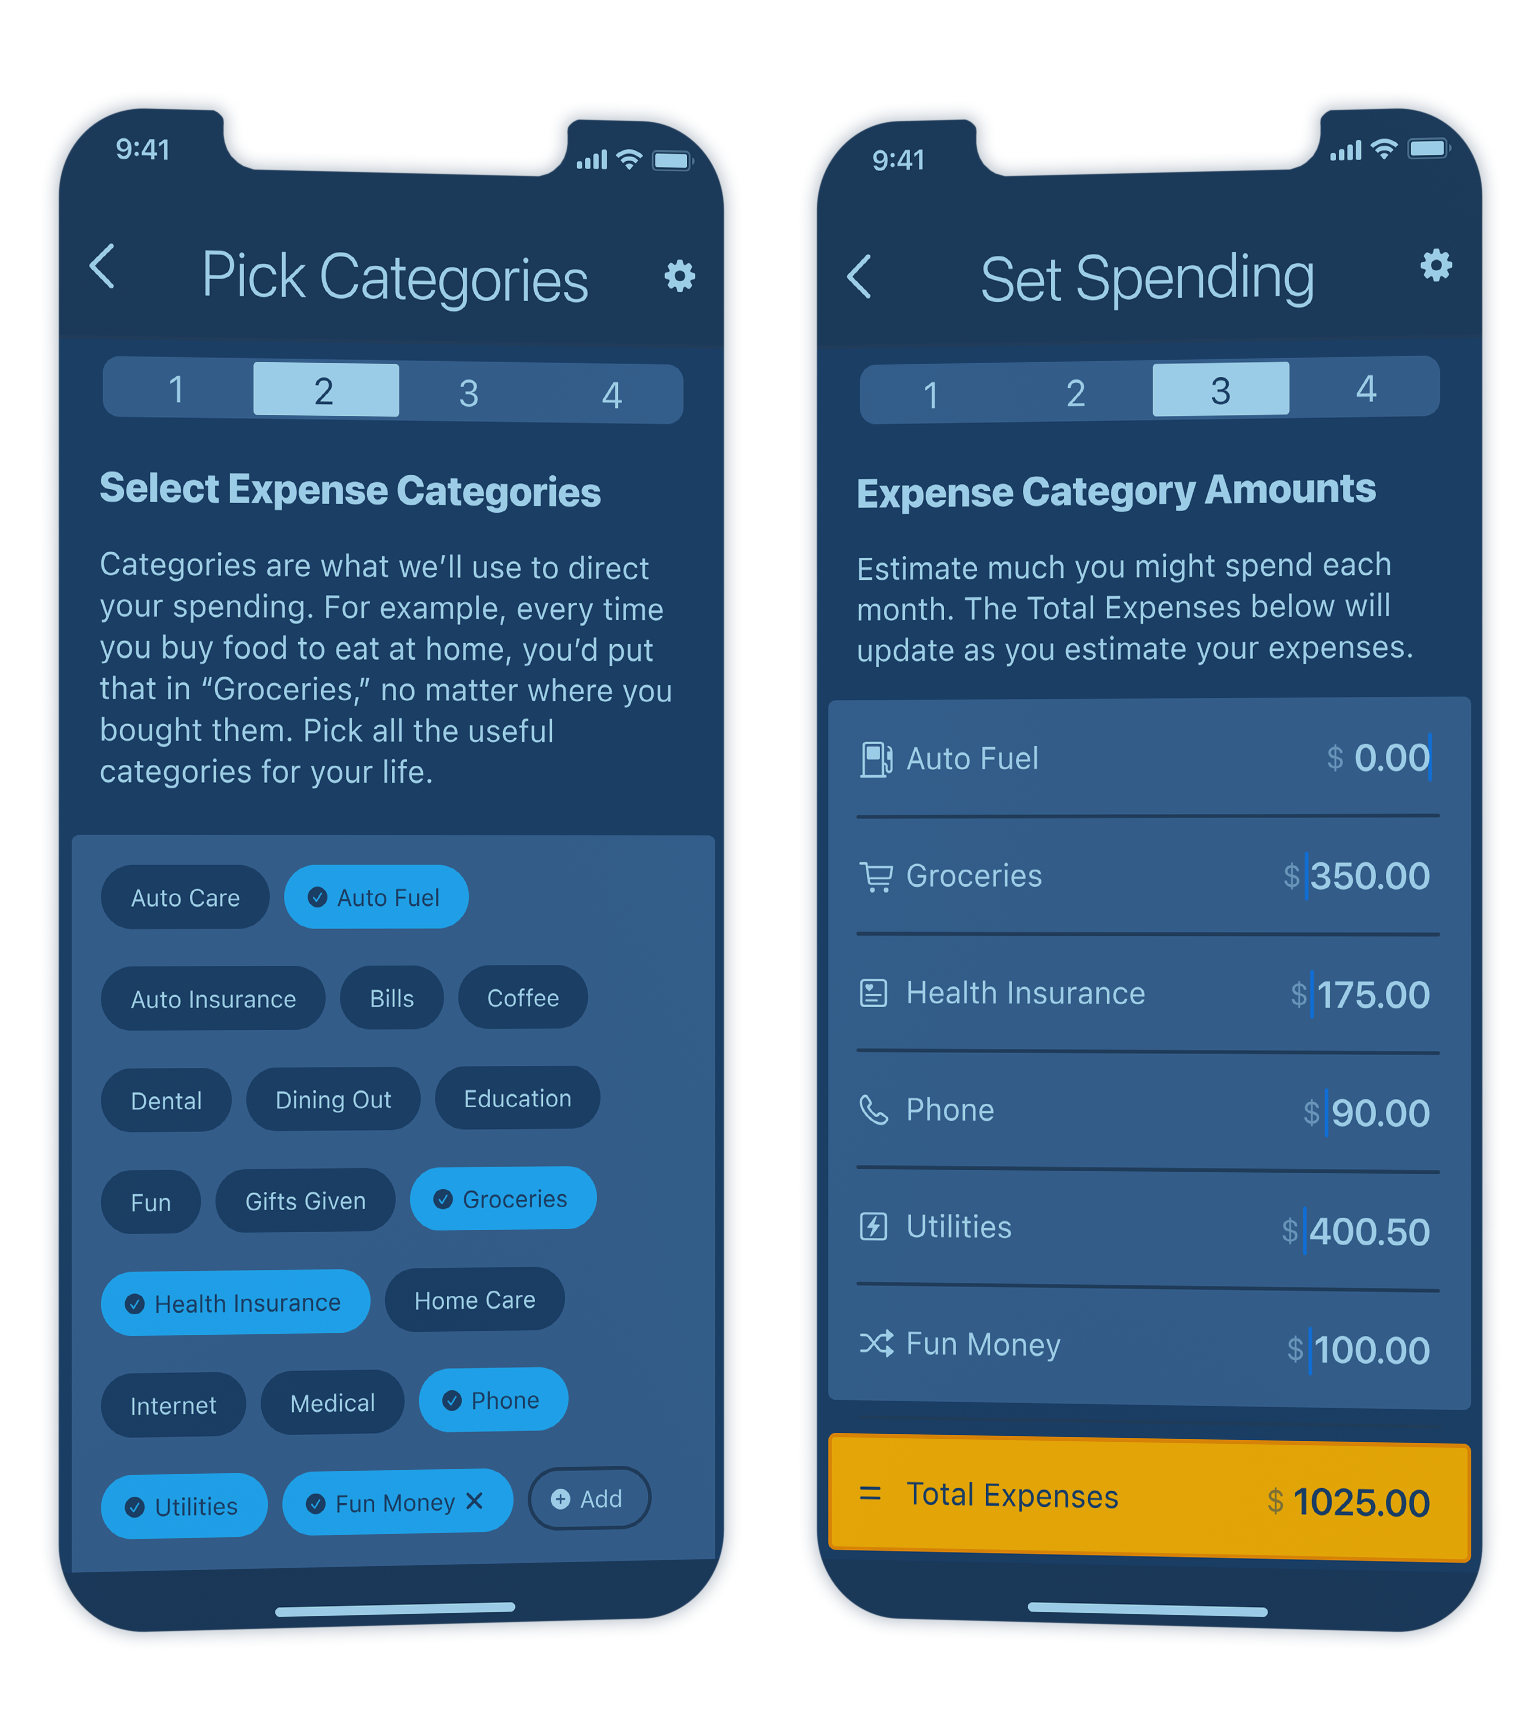 9:41
Pick Categories
1 2 3 4
Select Expense Categories
Categories are what we’ll use to direct
your spending. For example, every time
you buy food to eat at home, you’d put
that in “Groceries,” no matter where you
bought them. Pick all the useful
categories for your life.
Auto Care Auto Fuel
Auto Insurance Bills Coffee
Dental Dining Out Education
Fun Gifts Given Groceries
Health Insurance Home Care
Internet Medical Phone
Utilities Fun Money Add
9:41
Set Spending
1 2 3 4
Expense Category Amounts
Estimate much you might spend each
month. The Total Expenses below will
update as you estimate your expenses.
Auto Fuel $ 0.00
Groceries $ 350.00
Health Insurance $ 175.00
Phone $ 90.00
Utilities $ 400.50
Fun Money $ 100.00
= Total Expenses $ 1025.00